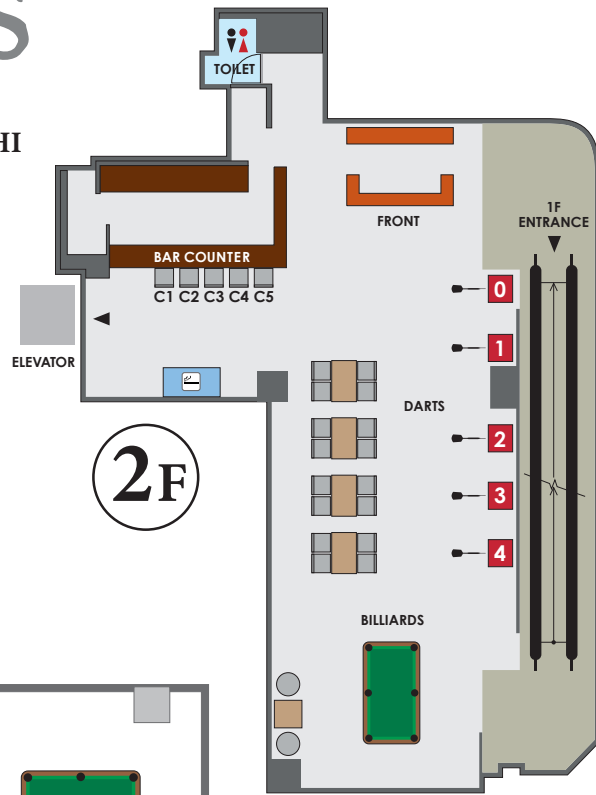 S
HI
TOILET
FRONT
1F
ENTRANCE
BAR COUNTER
C1 C2 C3 C4 C5
ELEVATOR
0
1
DARTS
2
3
4
2F
BILLIARDS